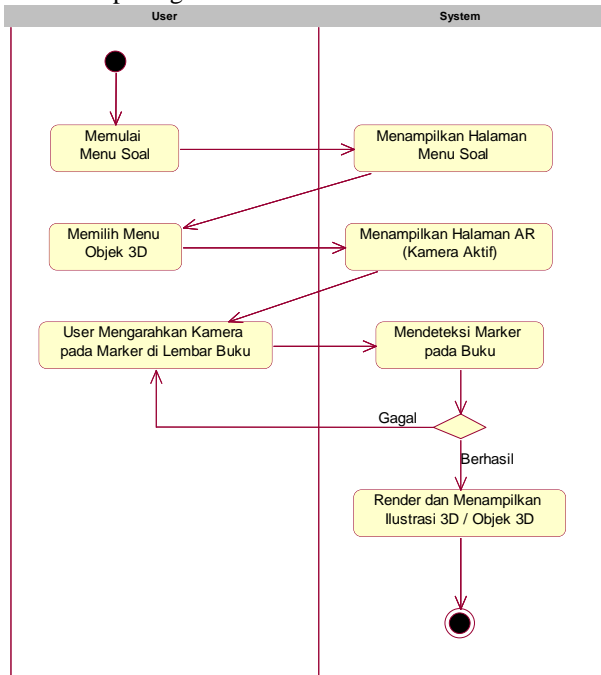 User
System
Memulai
Menu Soal
Menampilkan Halaman
Menu Soal
Memilih Menu
Objek 3D
Menampilkan Halaman AR
(Kamera Aktif)
User Mengarahkan Kamera
pada Marker di Lembar Buku
Mendeteksi Marker
pada Buku
Gagal
Berhasil
Render dan Menampilkan
Ilustrasi 3D / Objek 3D